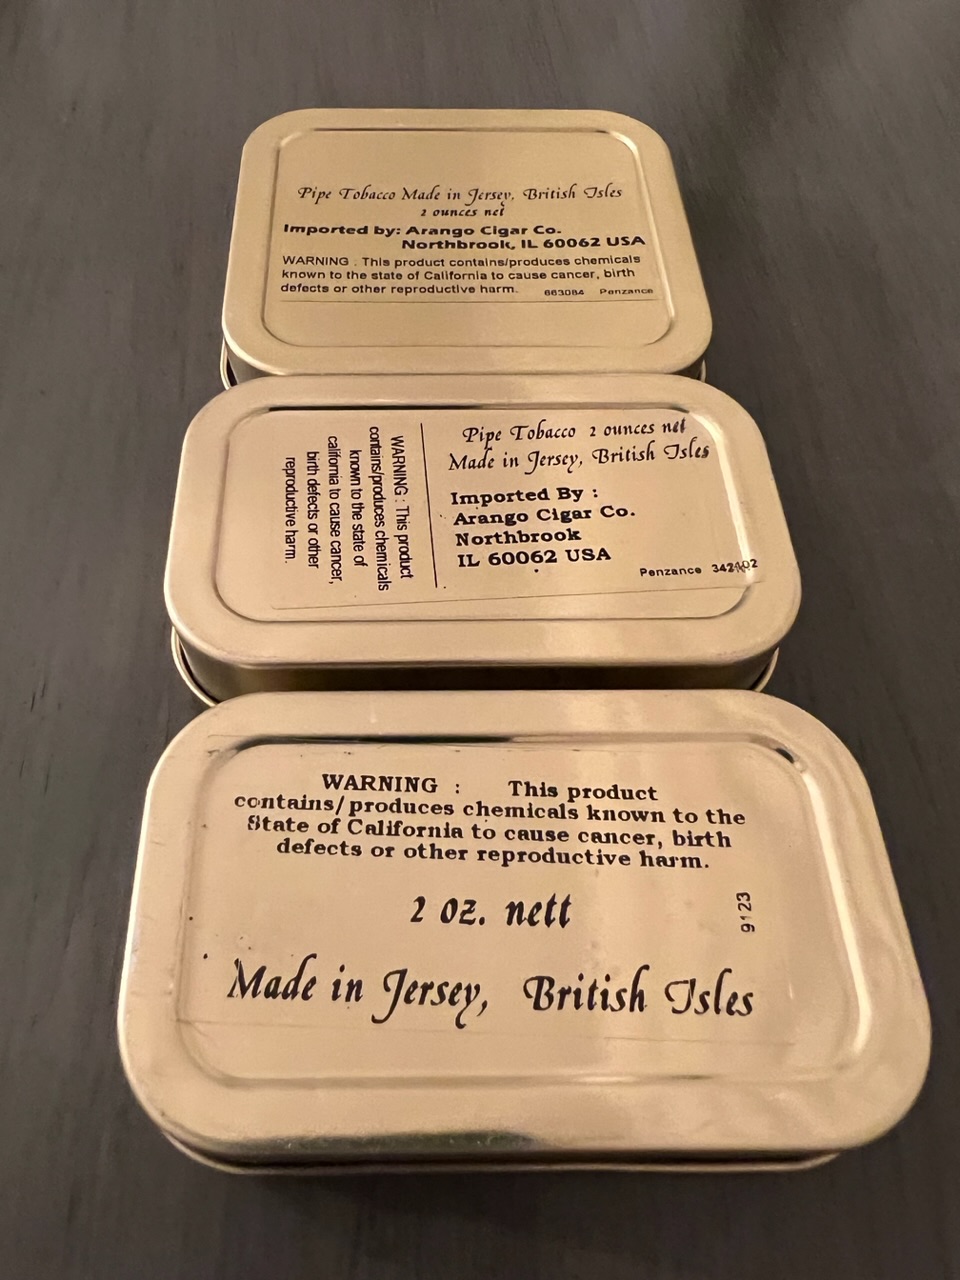 Pipe Tobacco Made in Jersey, British Isles
2 ounces net
Imported by: Arango Cigar Co.
Northbrook, IL 60062 USA
WARNING . This product contains/produces chemicals
known to the state of California to cause cancer, birth
defects or other reproductive harm. 663084 Penzance
WARNING : This product
contains/produces chemicals
known to the state of
california to cause cancer,
birth defects or other
reproductive harm.
Pipe Tobacco 2 ounces net
Made in Jersey, British Isles
Imported By :
Arango Cigar Co.
Northbrook
IL 60062 USA
Penzance
WARNING : This product
contains/produces chemicals known to the
State of California to cause cancer, birth
defects or other reproductive harm.
2 oz. nett
9123
Made in Jersey, British Isles